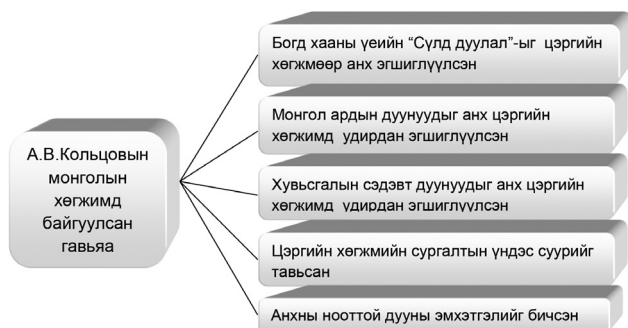 А.В.Кольцовын
монголын
хөгжимд
байгуулсан
гавьяа
Богд хааны үеийн “Сүлд дуулал”-ыг цэргийн
хөгжмөөр анх эгшиглүүлсэн
Монгол ардын дуунуудыг анх цэргийн
хөгжимд удирдан эгшиглүүлсэн
Хувьсгалын сэдэвт дуунуудыг анх цэргийн
хөгжимд удирдан эгшиглүүлсэн
Цэргийн хөгжмийн сургалтын үндэс суурийг
тавьсан
Анхны нооттой дууны эмхэтгэлийг бичсэн